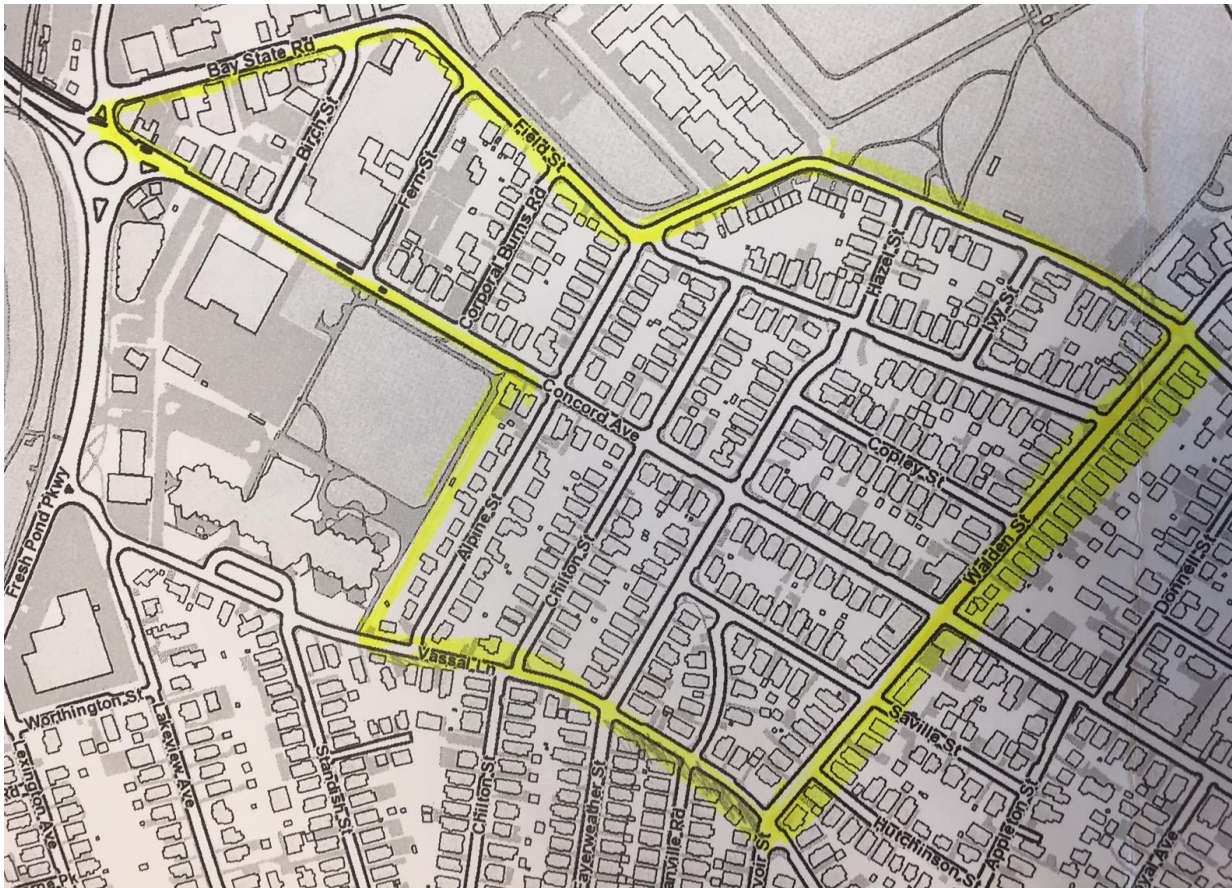 Bay State Rd
Birch St
Fern St
Field St
Corporal Burns Rd
Hazel St
Ivy St
Concord Ave
Copley St
Walden St
Donnell St
Fresh Pond Pkwy
Alpine St
Chilton St
Vassal Ln
Worthington St
Lakeview Ave
Standish St
Chilton St
Fayerweather St
Saville St
Hutchinson St
Appleton St